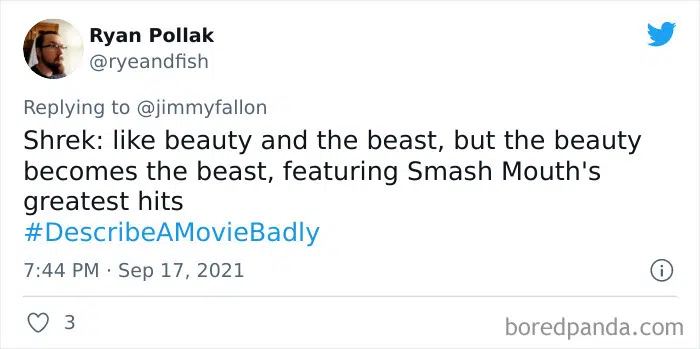 Ryan Pollak
@ryeandfish
Replying to @jimmyfallon
Shrek: like beauty and the beast, but the beauty
becomes the beast, featuring Smash Mouth's
greatest hits
#DescribeAMovieBadly
7:44 PM · Sep 17, 2021
3
boredpanda.com